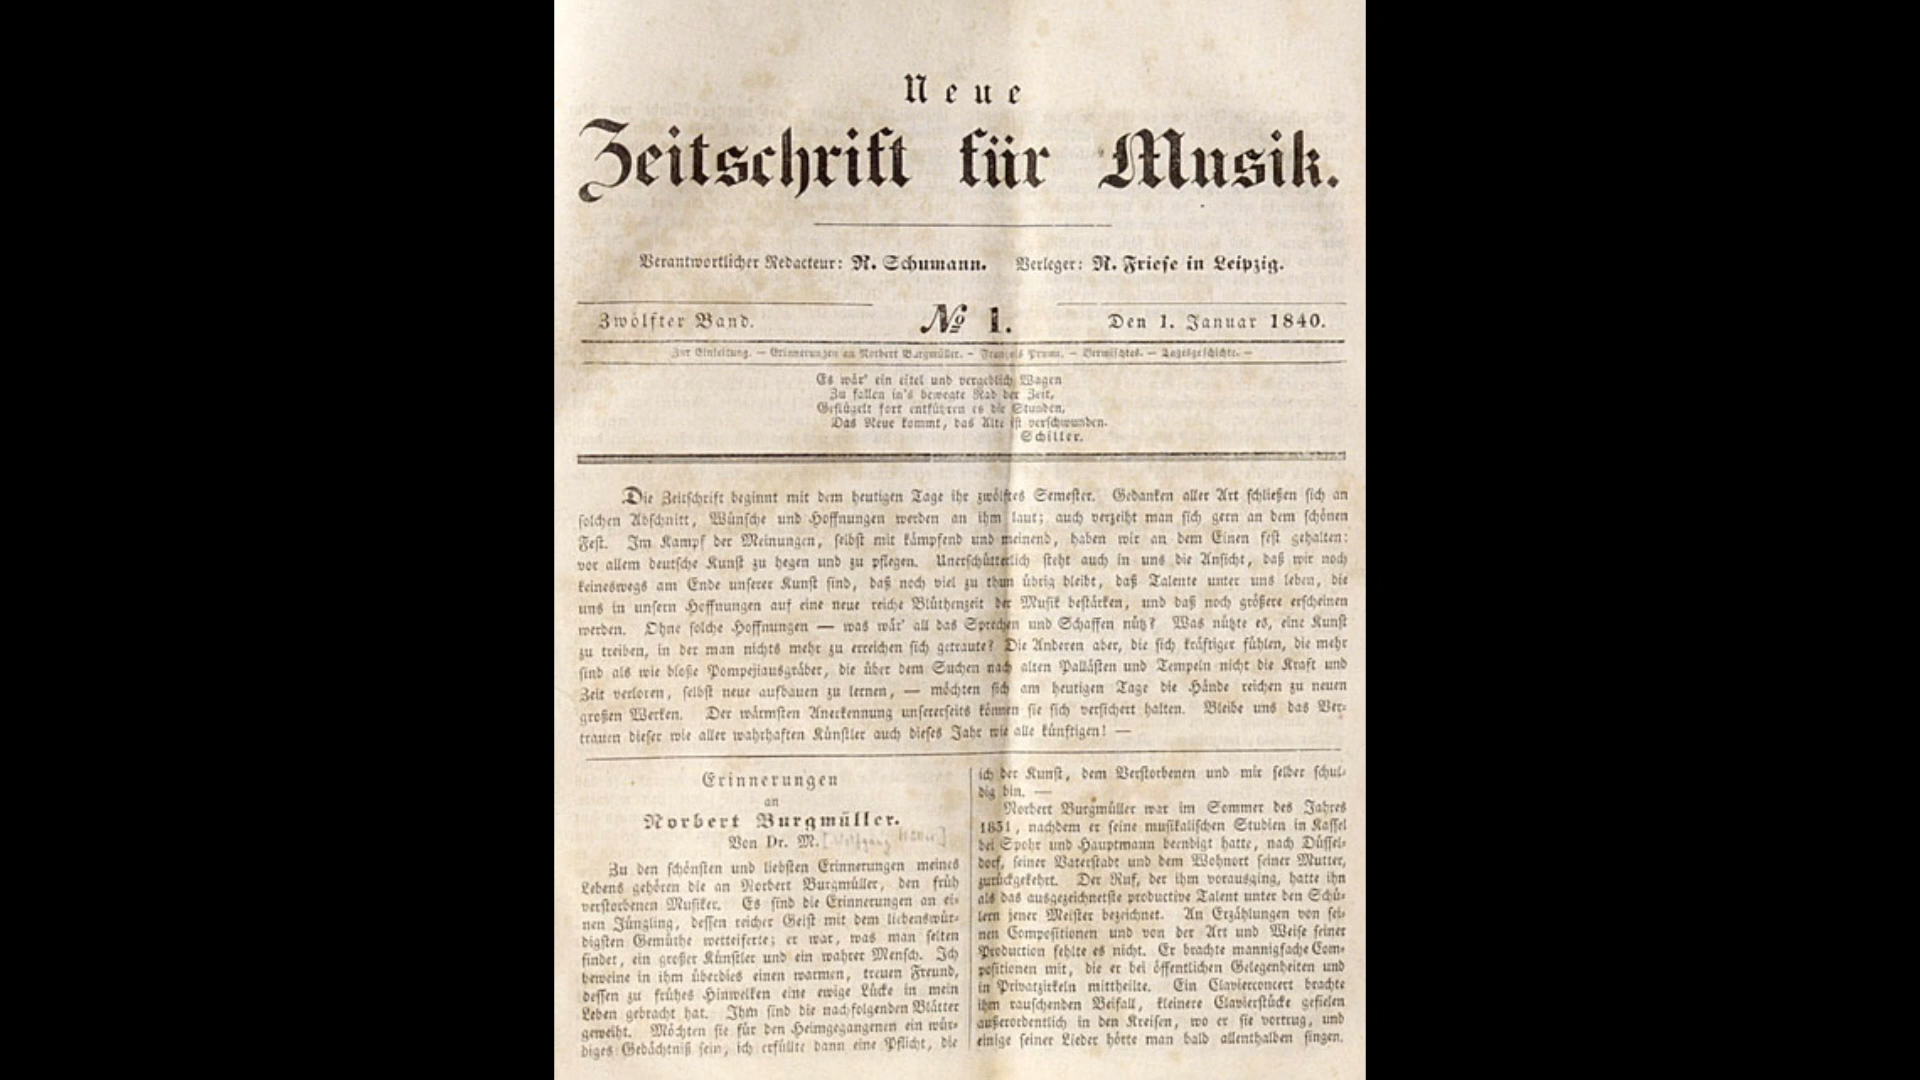 Neue
Zeitschrift für Musik.
Verantwortlicher Redacteur: R. Schumann. Verleger: R. Friese in Leipzig.
Zwölfter Band. № 1. Den 1. Januar 1840.
Zur Einleitung. — Erinnerungen an Norbert Burgmüller. — François Prume. — Vermischtes. — Tagesgeschichte. —
Es wär' ein eitel und vergeblich Wagen
Zu fallen in's bewegte Rad der Zeit,
Geflügelt fort entführen es die Stunden,
Das Neue kommt, das Alte ist verschwunden.
Schiller.
Die Zeitschrift beginnt mit dem heutigen Tage ihr zwölftes Semester. Gedanken aller Art schließen sich an
solchen Abschnitt, Wünsche und Hoffnungen werden an ihm laut; auch verzeiht man sich gern an dem schönen
Fest. Im Kampf der Meinungen, selbst mit kämpfend und meinend, haben wir an dem Einen fest gehalten:
vor allem deutsche Kunst zu hegen und zu pflegen. Unerschütterlich steht auch in uns die Ansicht, daß wir noch
keineswegs am Ende unserer Kunst sind, daß noch viel zu thun übrig bleibt, daß Talente unter uns leben, die
uns in unsern Hoffnungen auf eine neue reiche Blüthenzeit der Musik bestärken, und daß noch größere erscheinen
werden. Ohne solche Hoffnungen — was wär' all das Sprechen und Schaffen nütz? Was nützte es, eine Kunst
zu treiben, in der man nichts mehr zu erreichen sich getraute? Die Anderen aber, die sich kräftiger fühlen, die mehr
sind als wie bloße Pompejiausgräber, die über dem Suchen nach alten Pallästen und Tempeln nicht die Kraft und
Zeit verloren, selbst neue aufbauen zu lernen, — möchten sich am heutigen Tage die Hände reichen zu neuen
großen Werken. Der wärmsten Anerkennung unsererseits können sie sich versichert halten. Bleibe uns das Ver-
trauen dieser wie aller wahrhaften Künstler auch dieses Jahr wie alle künftigen! —
Erinnerungen
an
Norbert Burgmüller.
Von Dr. M. [Wolfgang Müller]
Zu den schönsten und liebsten Erinnerungen meines
Lebens gehören die an Norbert Burgmüller, den früh
verstorbenen Musiker. Es sind die Erinnerungen an ei-
nen Jüngling, dessen reicher Geist mit dem liebenswür-
digsten Gemüthe wetteiferte; er war, was man selten
findet, ein großer Künstler und ein wahrer Mensch. Ich
beweine in ihm überdies einen warmen, treuen Freund,
dessen zu frühes Hinwelken eine ewige Lücke in mein
Leben gebracht hat. Ihm sind die nachfolgenden Blätter
geweiht. Möchten sie für den Heimgegangenen ein wür-
diges Gedächtniß sein, ich erfüllte dann eine Pflicht, die
ich der Kunst, dem Verstorbenen und mir selber schul-
dig bin. —
Norbert Burgmüller war im Sommer des Jahres
1831, nachdem er seine musikalischen Studien in Kassel
bei Spohr und Hauptmann beendigt hatte, nach Düssel-
dorf, seiner Vaterstadt und dem Wohnort seiner Mutter,
zurückgekehrt. Der Ruf, der ihm vorausging, hatte ihn
als das ausgezeichnetste productive Talent unter den Schü-
lern jener Meister bezeichnet. An Erzählungen von sei-
nen Compositionen und von der Art und Weise seiner
Production fehlte es nicht. Er brachte mannigfache Com-
positionen mit, die er bei öffentlichen Gelegenheiten und
in Privatzirkeln mittheilte. Ein Clavierconcert brachte
ihm rauschenden Beifall, kleinere Clavierstücke gefielen
außerordentlich in den Kreisen, wo er sie vortrug, und
einige seiner Lieder hörte man bald allenthalben singen.